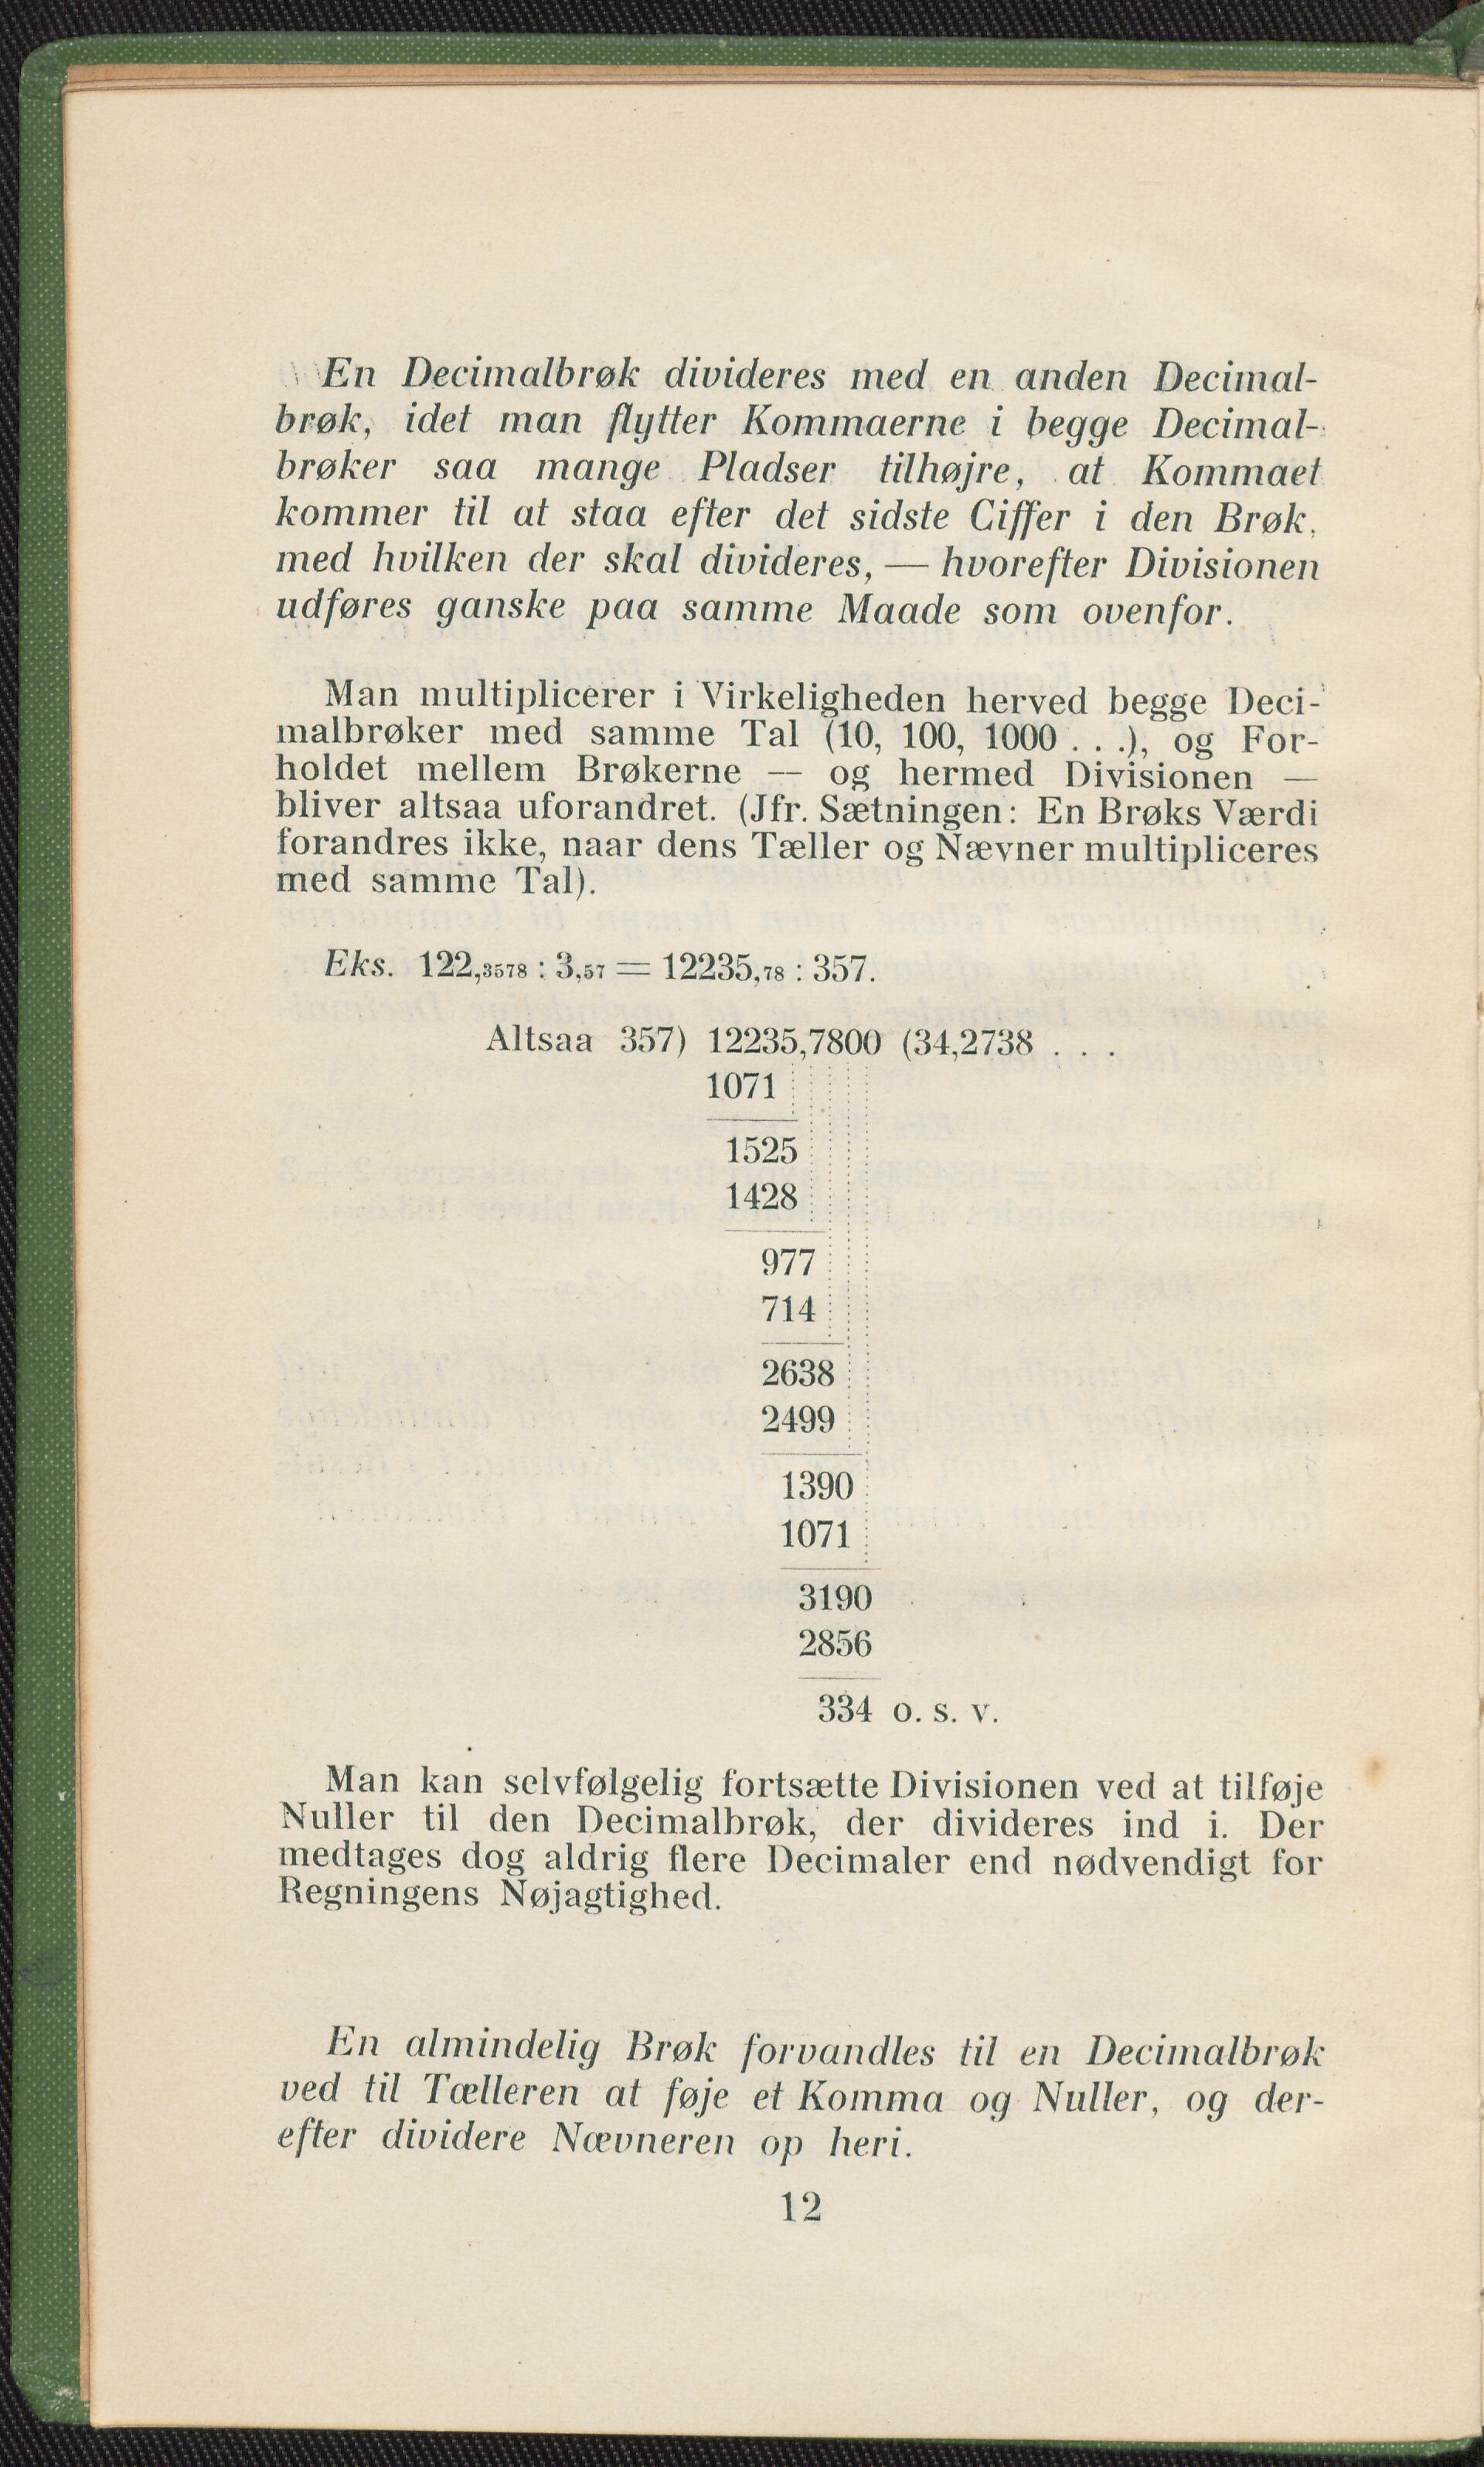 En Decimalbrøk divideres med en anden Decimal-
brøk, idet man flytter Kommaerne i begge Decimal-
brøker saa mange Pladser tilhøjre, at Kommaet
kommer til at staa efter det sidste Ciffer i den Brøk,
med hvilken der skal divideres, — hvorefter Divisionen
udføres ganske paa samme Maade som ovenfor.
Man multiplicerer i Virkeligheden herved begge Deci-
malbrøker med samme Tal (10, 100, 1000 . . .), og For-
holdet mellem Brøkerne — og hermed Divisionen —
bliver altsaa uforandret. (Jfr. Sætningen: En Brøks Værdi
forandres ikke, naar dens Tæller og Nævner multipliceres
med samme Tal).
Eks. 122,3578 : 3,57 = 12235,78 : 357.
Altsaa 357) 12235,7800 (34,2738 . . .
1071
1525
1428
977
714
2638
2499
1390
1071
3190
2856
334 o. s. v.
Man kan selvfølgelig fortsætte Divisionen ved at tilføje
Nuller til den Decimalbrøk, der divideres ind i. Der
medtages dog aldrig flere Decimaler end nødvendigt for
Regningens Nøjagtighed.
En almindelig Brøk forvandles til en Decimalbrøk
ved til Tælleren at føje et Komma og Nuller, og der-
efter dividere Nævneren op heri.
12